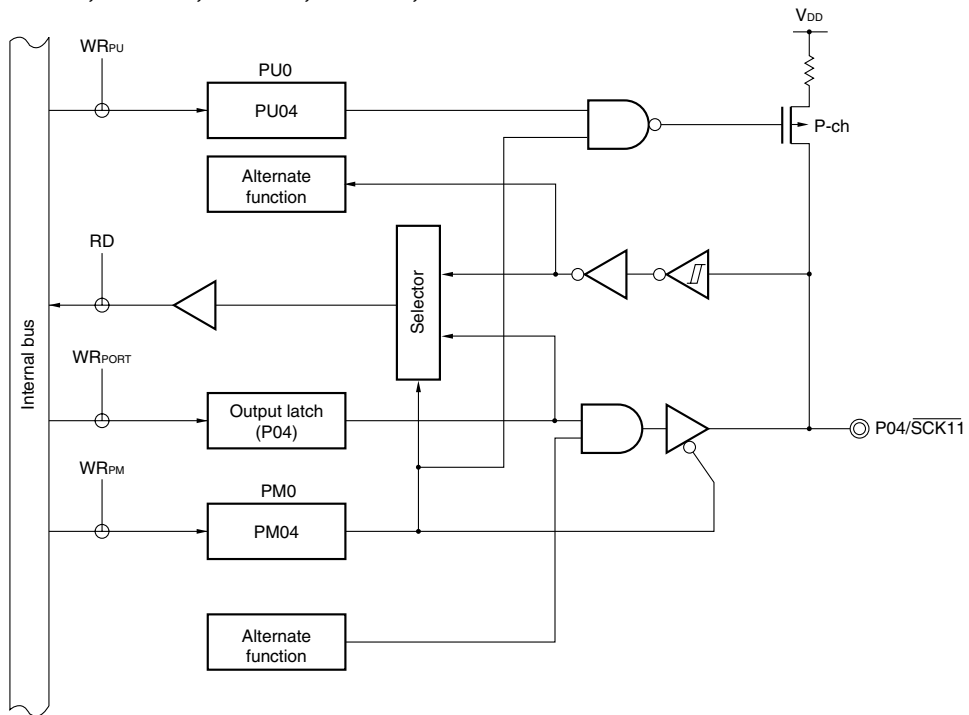 VDD
WRPU
PU0
PU04
P-ch
Alternate
function
RD
Selector
Internal bus
WRPORT
Output latch
(P04)
P04/SCK11
WRPM
PM0
PM04
Alternate
function